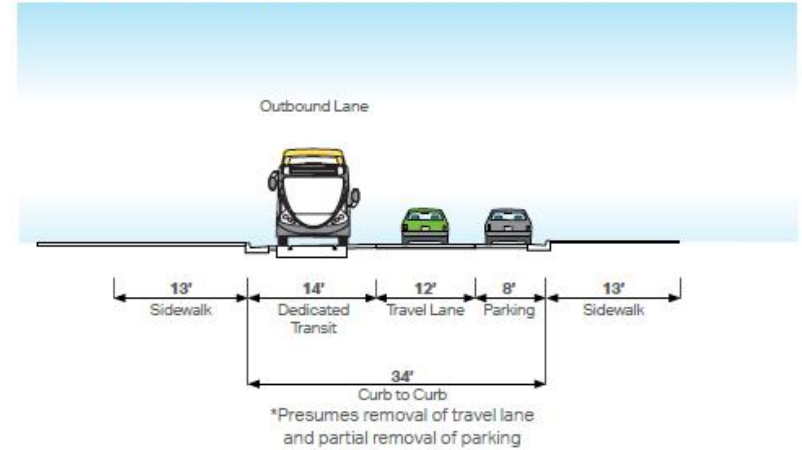 Outbound Lane
13'
Sidewalk
14'
Dedicated
Transit
12'
Travel Lane
8'
Parking
13'
Sidewalk
34'
Curb to Curb
*Presumes removal of travel lane
and partial removal of parking